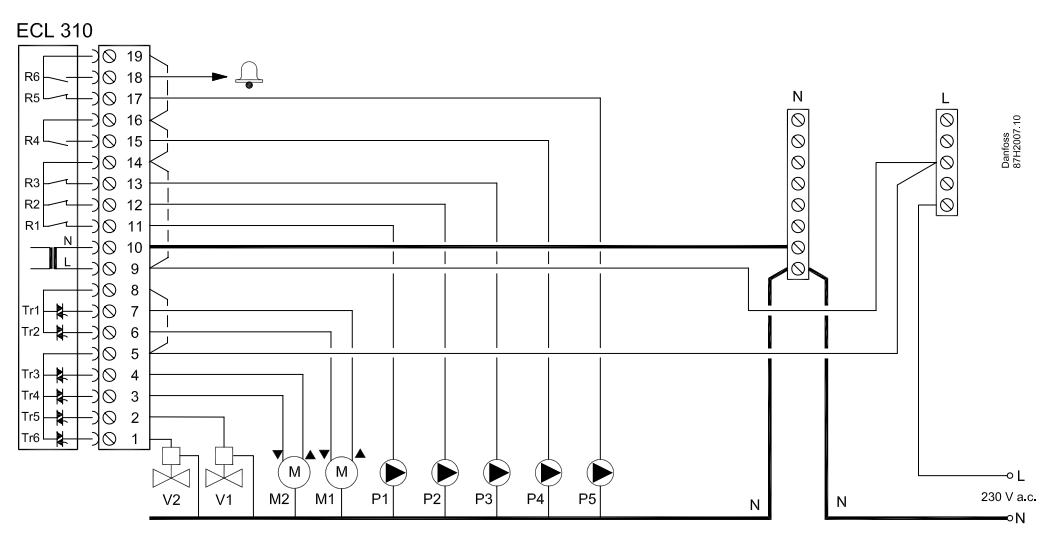 ECL 310
19
R6 18
R5 17
16
R4 15
14
R3 13
R2 12
R1 11
N 10
L 9
8
Tr1 7
Tr2 6
5
Tr3 4
Tr4 3
Tr5 2
Tr6 1
N
L
Danfoss
87H2007.10
M M
V2 V1 M2 M1 P1 P2 P3 P4 P5
N N
L
230 V a.c.
N